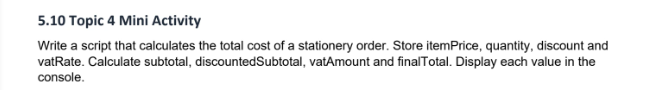 5.10 Topic 4 Mini Activity
Write a script that calculates the total cost of a stationery order. Store itemPrice, quantity, discount and
vatRate. Calculate subtotal, discountedSubtotal, vatAmount and finalTotal. Display each value in the
console.